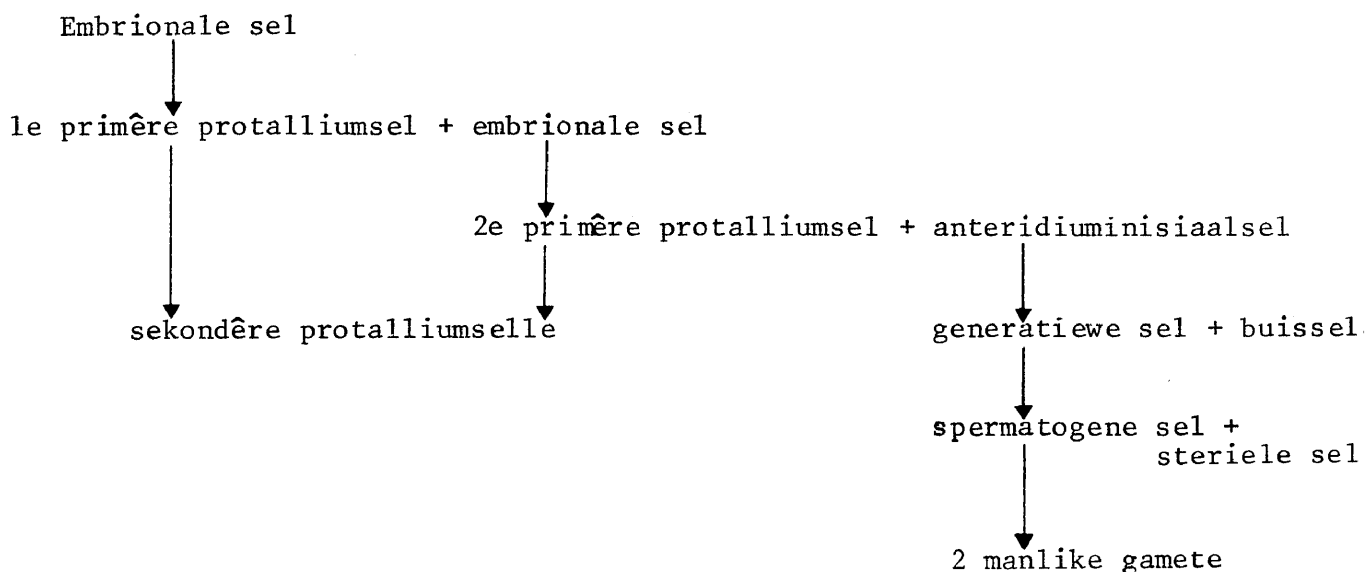 Embrionale sel
1e primêre protalliumsel + embrionale sel
2e primêre protalliumsel + anteridiuminisiaalsel
sekondêre protalliumselle
generatiewe sel + buissel.
spermatogene sel +
steriele sel
2 manlike gamete